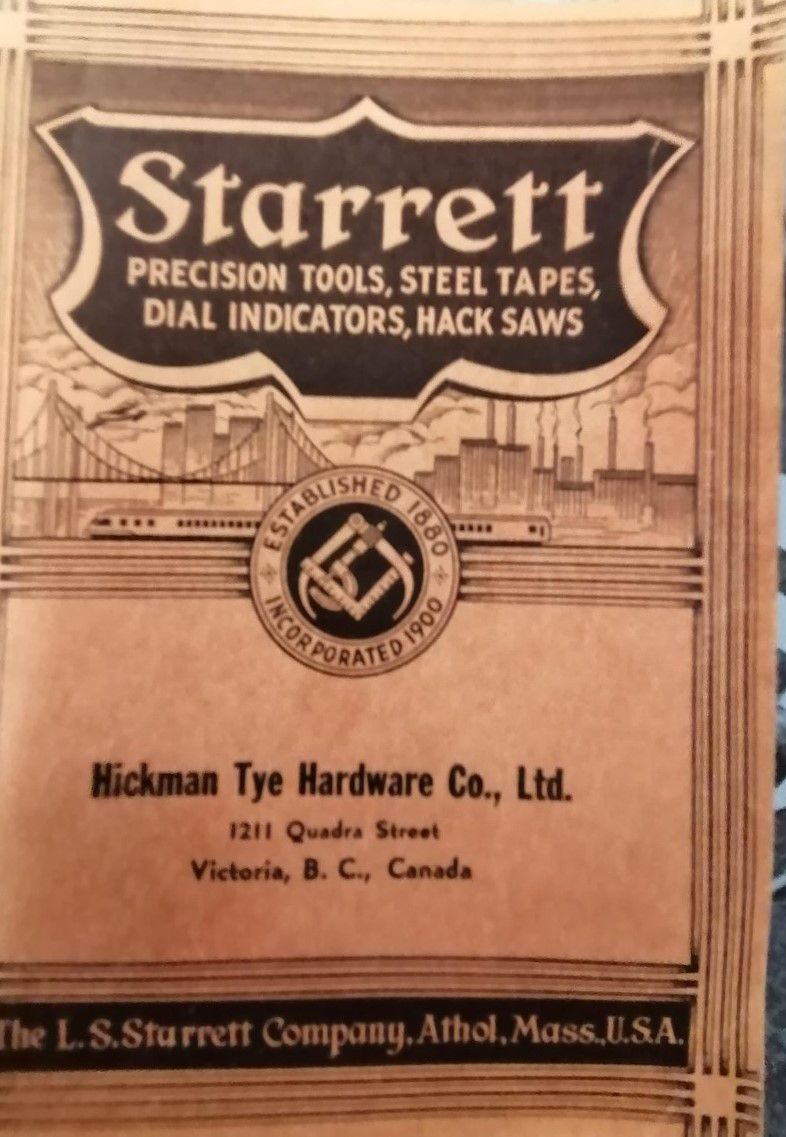 Starrett
PRECISION TOOLS, STEEL TAPES,
DIAL INDICATORS, HACK SAWS
ESTABLISHED 1880
INCORPORATED 1900
Hickman Tye Hardware Co., Ltd.
1211 Quadra Street
Victoria, B. C., Canada
The L.S. Starrett Company, Athol, Mass., U.S.A.